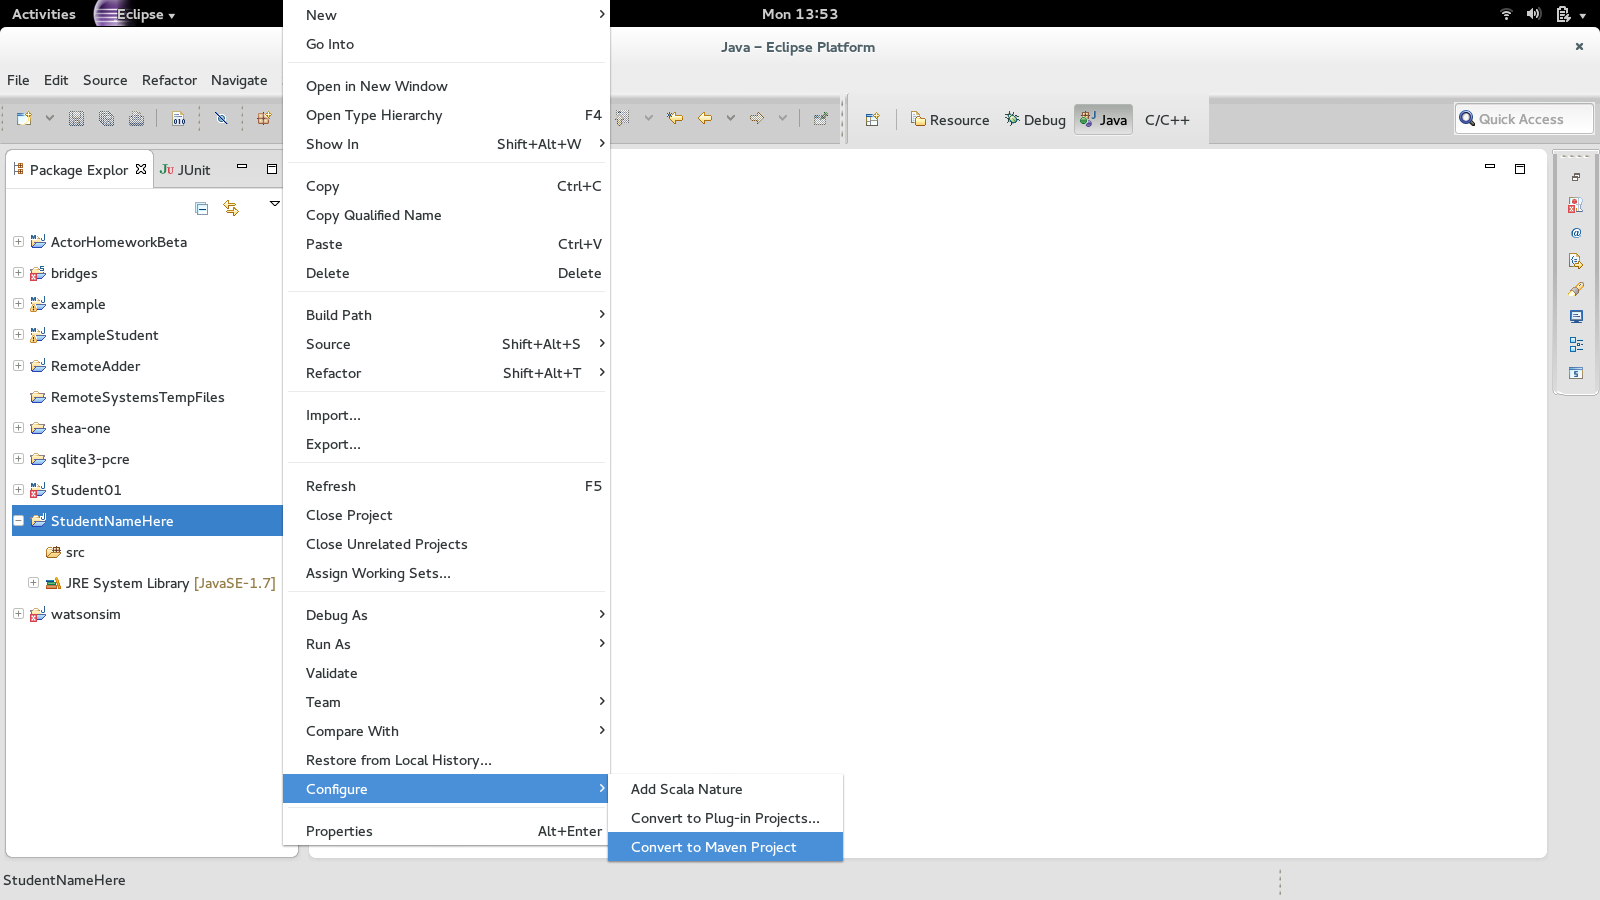 Activities
Eclipse
Mon 13:53
Java – Eclipse Platform
File Edit Source Refactor Navigate
Resource Debug Java C/C++
Quick Access
Package Explor
JUnit
ActorHomeworkBeta
bridges
example
ExampleStudent
RemoteAdder
RemoteSystemsTempFiles
shea-one
sqlite3-pcre
Student01
StudentNameHere
src
JRE System Library [JavaSE-1.7]
watsonsim
New
Go Into
Open in New Window
Open Type Hierarchy F4
Show In Shift+Alt+W
Copy Ctrl+C
Copy Qualified Name
Paste Ctrl+V
Delete Delete
Build Path
Source Shift+Alt+S
Refactor Shift+Alt+T
Import...
Export...
Refresh F5
Close Project
Close Unrelated Projects
Assign Working Sets...
Debug As
Run As
Validate
Team
Compare With
Restore from Local History...
Configure
Properties Alt+Enter
Add Scala Nature
Convert to Plug-in Projects...
Convert to Maven Project
StudentNameHere